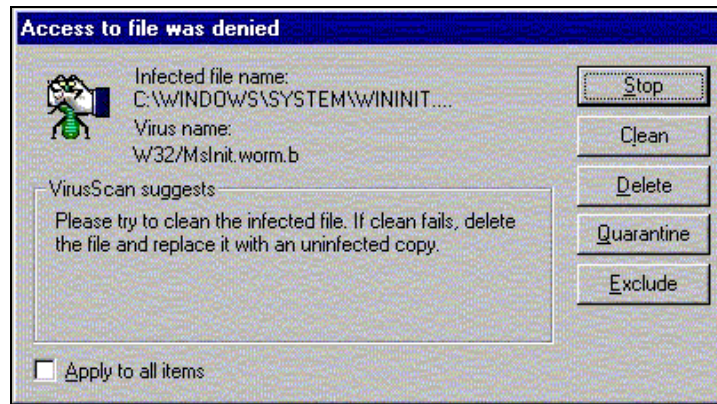 Access to file was denied
Infected file name:
C:\WINDOWS\SYSTEM\WININIT....
Virus name:
W32/MsInit.worm.b
VirusScan suggests
Please try to clean the infected file. If clean fails, delete
the file and replace it with an uninfected copy.
Apply to all items
Stop
Clean
Delete
Quarantine
Exclude